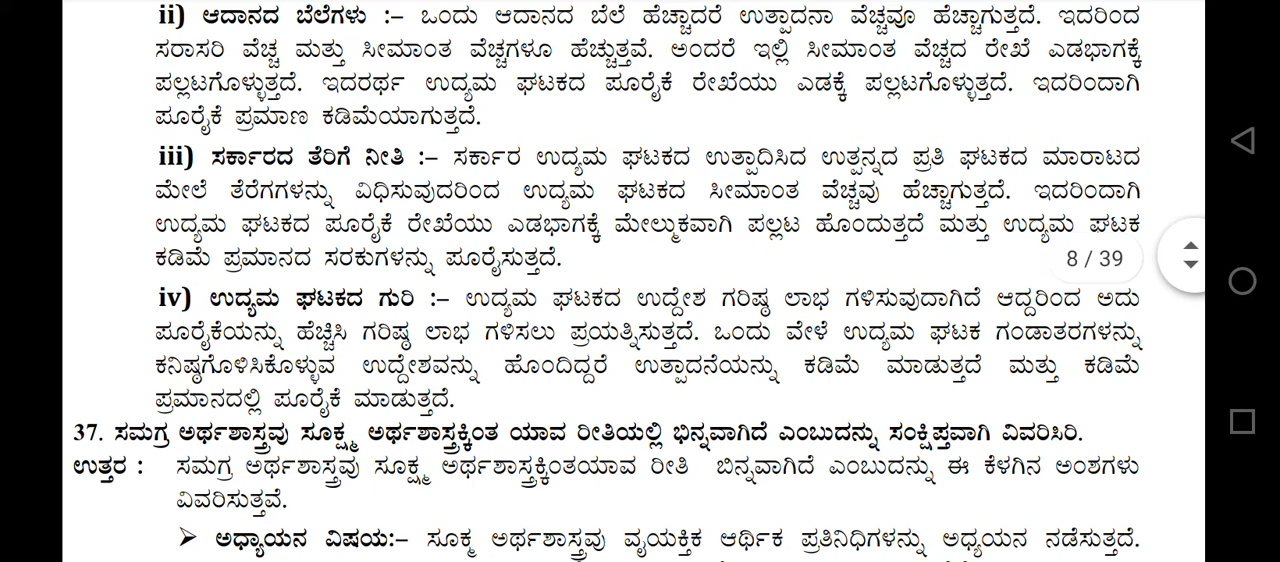 ii) ಆದಾನದ ಬೆಲೆಗಳು :– ಒಂದು ಆದಾನದ ಬೆಲೆ ಹೆಚ್ಚಾದರೆ ಉತ್ಪಾದನಾ ವೆಚ್ಚವೂ ಹೆಚ್ಚಾಗುತ್ತದೆ. ಇದರಿಂದ
ಸರಾಸರಿ ವೆಚ್ಚ ಮತ್ತು ಸೀಮಾಂತ ವೆಚ್ಚಗಳೂ ಹೆಚ್ಚುತ್ತವೆ. ಅಂದರೆ ಇಲ್ಲಿ ಸೀಮಾಂತ ವೆಚ್ಚದ ರೇಖೆ ಎಡಭಾಗಕ್ಕೆ
ಪಲ್ಲಟಗೊಳ್ಳುತ್ತದೆ. ಇದರರ್ಥ ಉದ್ಯಮ ಘಟಕದ ಪೂರೈಕೆ ರೇಖೆಯು ಎಡಕ್ಕೆ ಪಲ್ಲಟಗೊಳ್ಳುತ್ತದೆ. ಇದರಿಂದಾಗಿ
ಪೂರೈಕೆ ಪ್ರಮಾಣ ಕಡಿಮೆಯಾಗುತ್ತದೆ.
iii) ಸರ್ಕಾರದ ತೆರಿಗೆ ನೀತಿ :– ಸರ್ಕಾರ ಉದ್ಯಮ ಘಟಕದ ಉತ್ಪಾದಿಸಿದ ಉತ್ಪನ್ನದ ಪ್ರತಿ ಘಟಕದ ಮಾರಾಟದ
ಮೇಲೆ ತೆರೆಗಗಳನ್ನು ವಿಧಿಸುವುದರಿಂದ ಉದ್ಯಮ ಘಟಕದ ಸೀಮಾಂತ ವೆಚ್ಚವು ಹೆಚ್ಚಾಗುತ್ತದೆ. ಇದರಿಂದಾಗಿ
ಉದ್ಯಮ ಘಟಕದ ಪೂರೈಕೆ ರೇಖೆಯು ಎಡಭಾಗಕ್ಕೆ ಮೇಲ್ಮುಕವಾಗಿ ಪಲ್ಲಟ ಹೊಂದುತ್ತದೆ ಮತ್ತು ಉದ್ಯಮ ಘಟಕ
ಕಡಿಮೆ ಪ್ರಮಾನದ ಸರಕುಗಳನ್ನು ಪೂರೈಸುತ್ತದೆ.
8 / 39
iv) ಉದ್ಯಮ ಘಟಕದ ಗುರಿ :– ಉದ್ಯಮ ಘಟಕದ ಉದ್ದೇಶ ಗರಿಷ್ಠ ಲಾಭ ಗಳಿಸುವುದಾಗಿದೆ ಆದ್ದರಿಂದ ಅದು
ಪೂರೈಕೆಯನ್ನು ಹೆಚ್ಚಿಸಿ ಗರಿಷ್ಠ ಲಾಭ ಗಳಿಸಲು ಪ್ರಯತ್ನಿಸುತ್ತದೆ. ಒಂದು ವೇಳೆ ಉದ್ಯಮ ಘಟಕ ಗಂಡಾತರಗಳನ್ನು
ಕನಿಷ್ಠಗೊಳಿಸಿಕೊಳ್ಳುವ ಉದ್ದೇಶವನ್ನು ಹೊಂದಿದ್ದರೆ ಉತ್ಪಾದನೆಯನ್ನು ಕಡಿಮೆ ಮಾಡುತ್ತದೆ ಮತ್ತು ಕಡಿಮೆ
ಪ್ರಮಾನದಲ್ಲಿ ಪೂರೈಕೆ ಮಾಡುತ್ತದೆ.
37. ಸಮಗ್ರ ಅರ್ಥಶಾಸ್ತ್ರವು ಸೂಕ್ಷ್ಮ ಅರ್ಥಶಾಸ್ತ್ರಕ್ಕಿಂತ ಯಾವ ರೀತಿಯಲ್ಲಿ ಭಿನ್ನವಾಗಿದೆ ಎಂಬುದನ್ನು ಸಂಕ್ಷಿಪ್ತವಾಗಿ ವಿವರಿಸಿರಿ.
ಉತ್ತರ : ಸಮಗ್ರ ಅರ್ಥಶಾಸ್ತ್ರವು ಸೂಕ್ಷ್ಮ ಅರ್ಥಶಾಸ್ತ್ರಕ್ಕಿಂತಯಾವ ರೀತಿ ಬಿನ್ನವಾಗಿದೆ ಎಂಬುದನ್ನು ಈ ಕೆಳಗಿನ ಅಂಶಗಳು
ವಿವರಿಸುತ್ತವೆ.
➢ ಅಧ್ಯಾಯನ ವಿಷಯ:– ಸೂಕ್ಮ ಅರ್ಥಶಾಸ್ತ್ರವು ವೈಯಕ್ತಿಕ ಆರ್ಥಿಕ ಪ್ರತಿನಿಧಿಗಳನ್ನು ಅಧ್ಯಯನ ನಡೆಸುತ್ತದೆ.